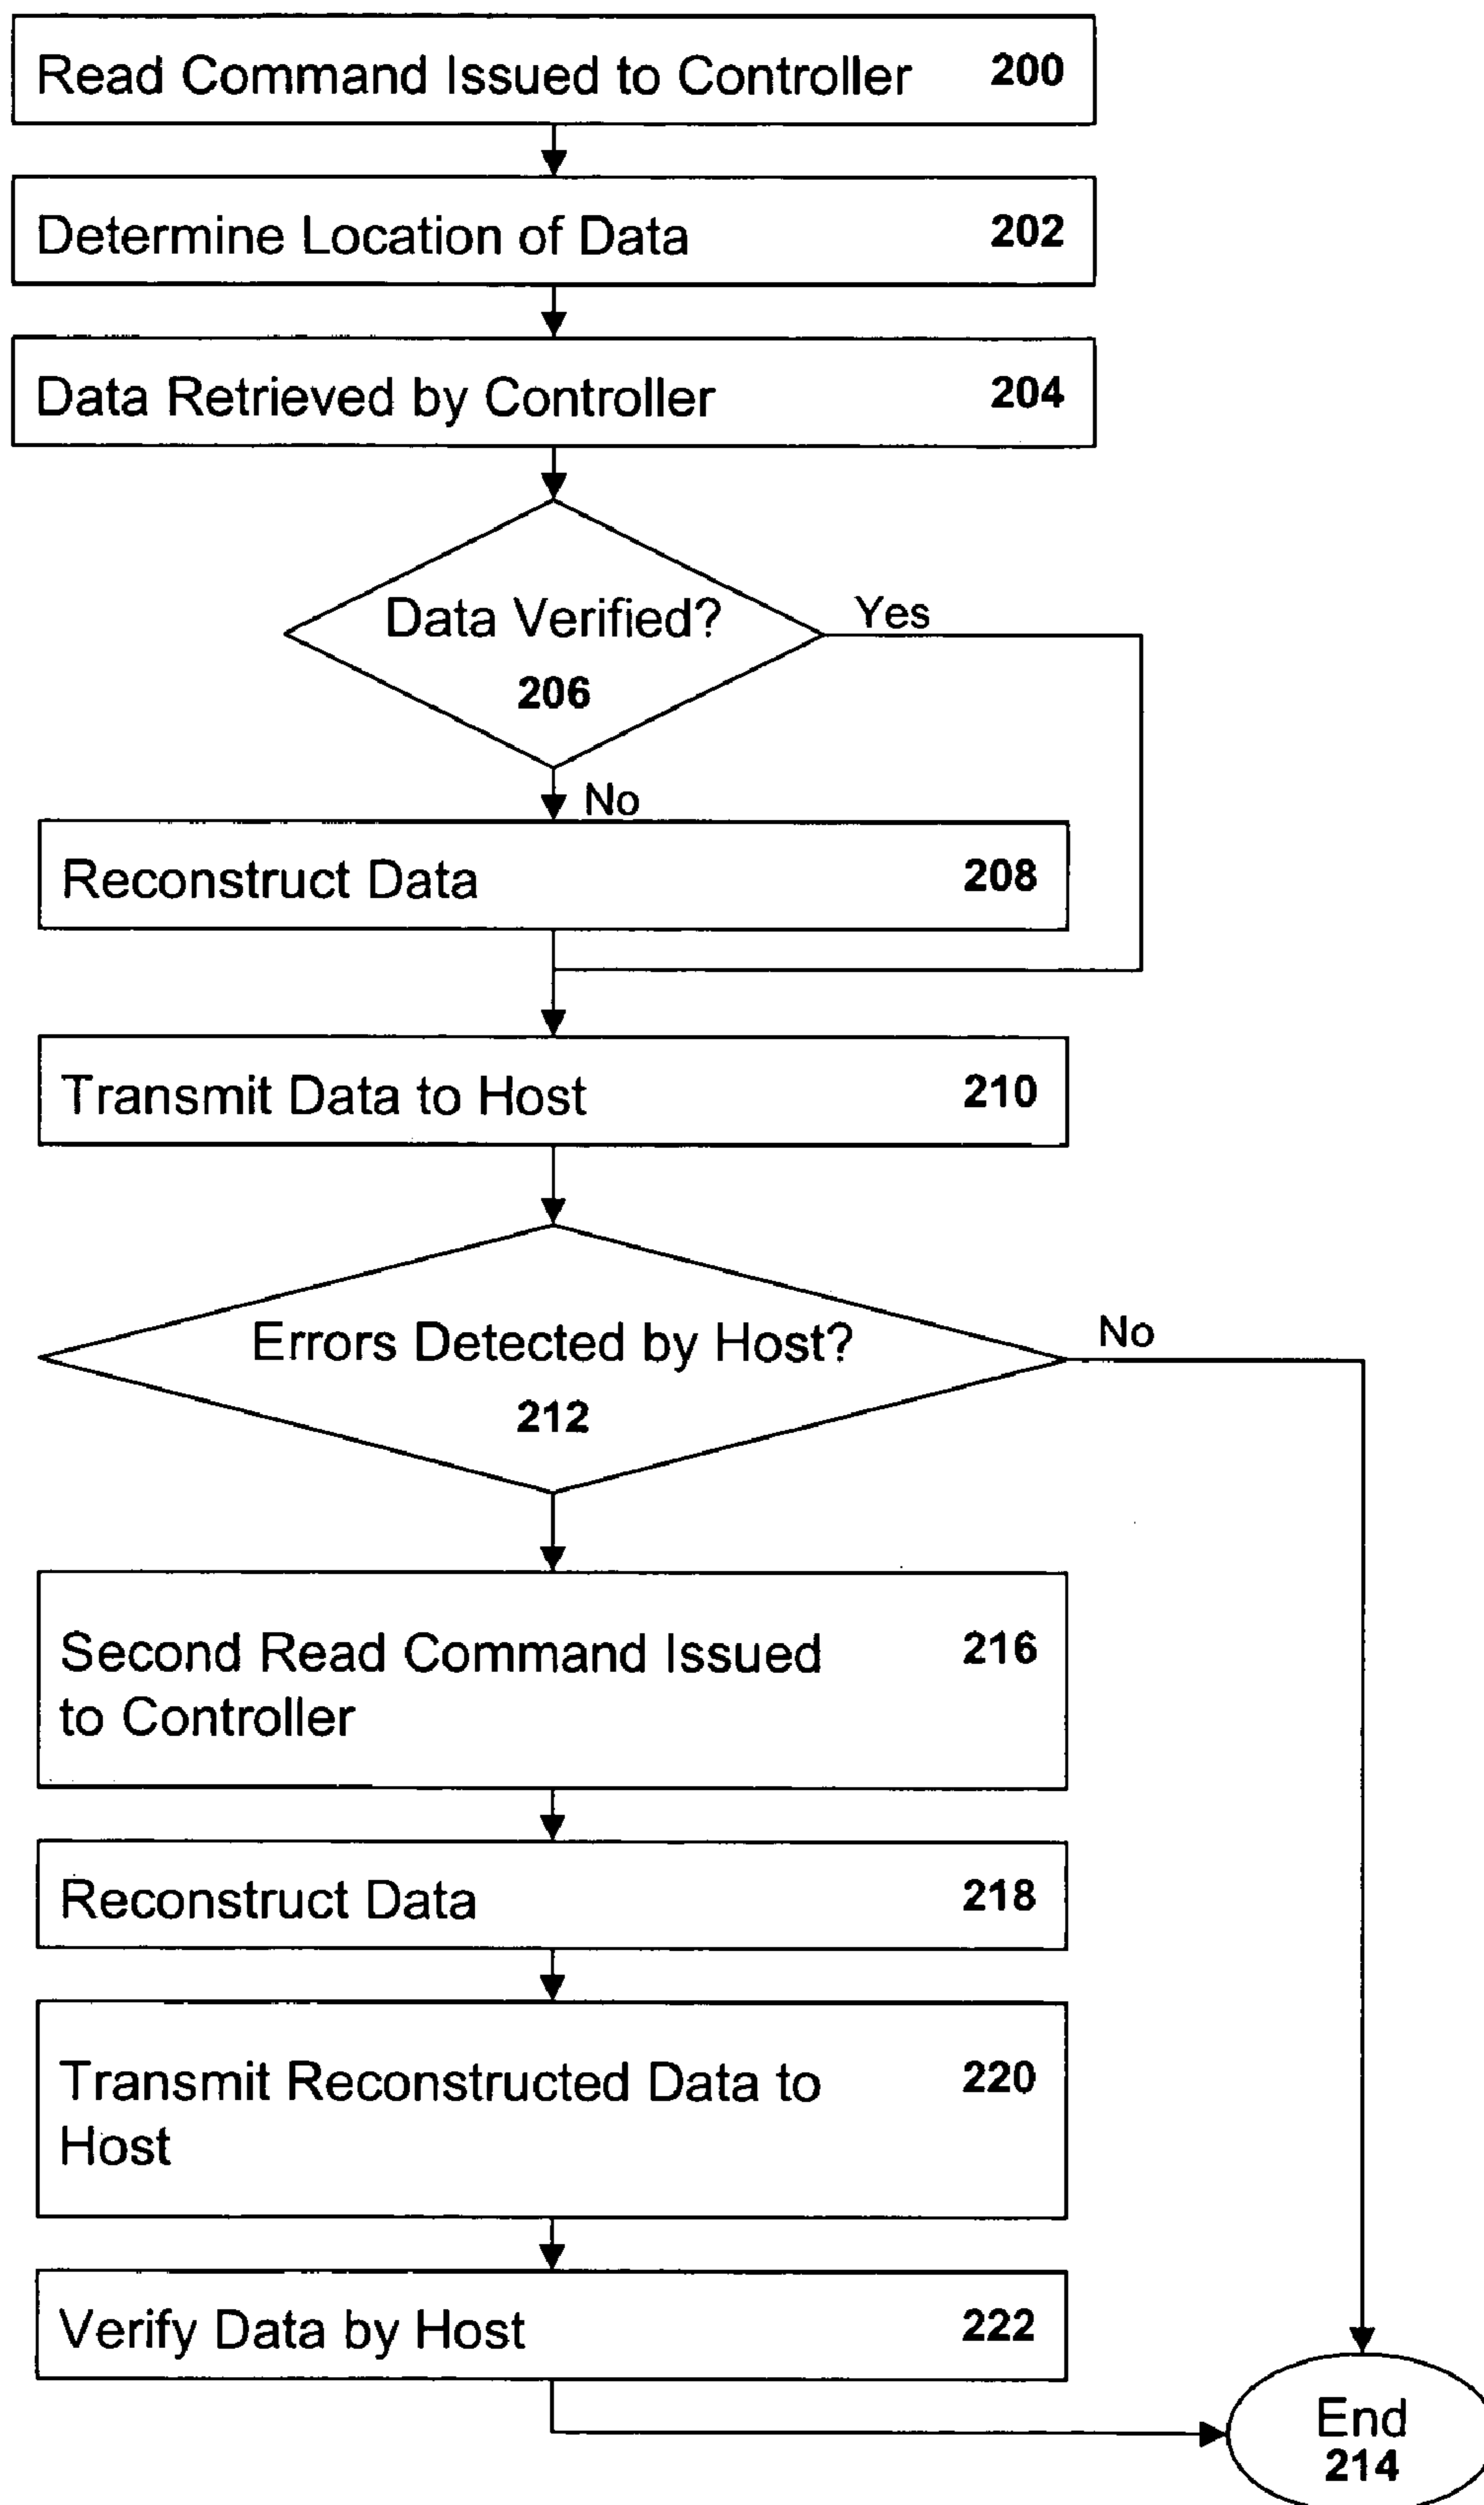 Read Command Issued to Controller 200
Determine Location of Data 202
Data Retrieved by Controller 204
Data Verified?
206
Yes
No
Reconstruct Data 208
Transmit Data to Host 210
Errors Detected by Host?
212
No
Second Read Command Issued 216
to Controller
Reconstruct Data 218
Transmit Reconstructed Data to 220
Host
Verify Data by Host 222
End
214